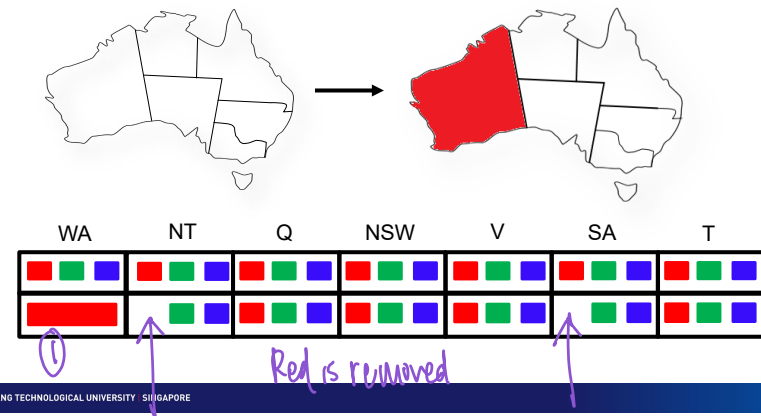 WA NT Q NSW V SA T
①
Red is removed
NG TECHNOLOGICAL UNIVERSITY SINGAPORE